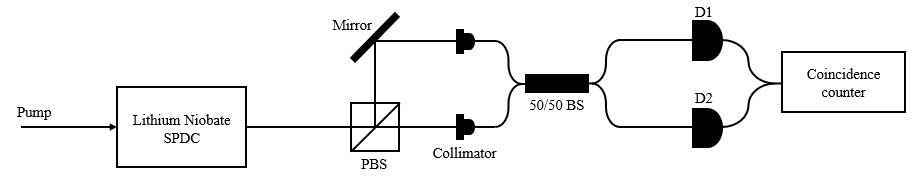 Mirror
D1
Pump
Lithium Niobate
SPDC
PBS
Collimator
50/50 BS
D2
Coincidence
counter